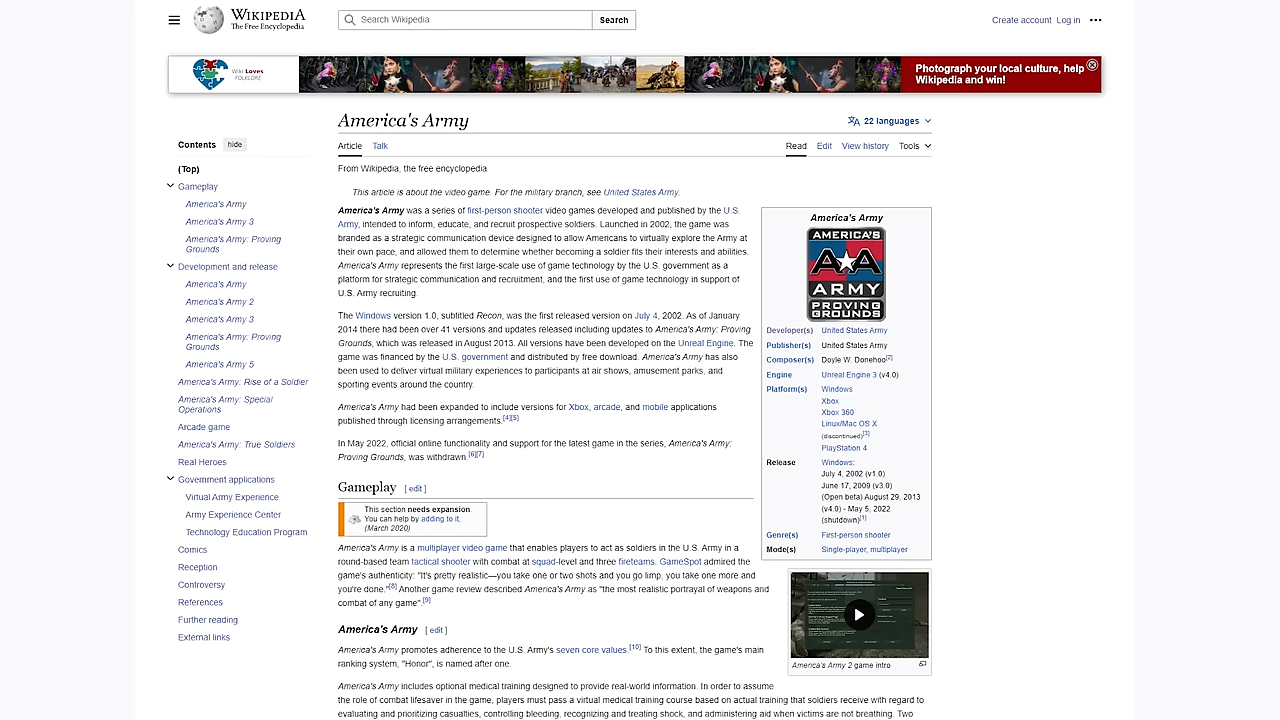 WIKIPEDIA
The Free Encyclopedia
Search Wikipedia
Search
Create account Log in
Wiki Loves
FOLKLORE
Photograph your local culture, help
Wikipedia and win!
Contents hide
(Top)
Gameplay
America's Army
America's Army 3
America's Army: Proving
Grounds
Development and release
America's Army
America's Army 2
America's Army 3
America's Army: Proving
Grounds
America's Army 5
America's Army: Rise of a Soldier
America's Army: Special
Operations
Arcade game
America's Army: True Soldiers
Real Heroes
Government applications
Virtual Army Experience
Army Experience Center
Technology Education Program
Comics
Reception
Controversy
References
Further reading
External links
America's Army
22 languages
Article Talk
Read Edit View history Tools
From Wikipedia, the free encyclopedia
This article is about the video game. For the military branch, see United States Army.
America's Army was a series of first-person shooter video games developed and published by the U.S.
Army, intended to inform, educate, and recruit prospective soldiers. Launched in 2002, the game was
branded as a strategic communication device designed to allow Americans to virtually explore the Army at
their own pace, and allowed them to determine whether becoming a soldier fits their interests and abilities.
America's Army represents the first large-scale use of game technology by the U.S. government as a
platform for strategic communication and recruitment, and the first use of game technology in support of
U.S. Army recruiting.
The Windows version 1.0, subtitled Recon, was the first released version on July 4, 2002. As of January
2014 there had been over 41 versions and updates released including updates to America's Army: Proving
Grounds, which was released in August 2013. All versions have been developed on the Unreal Engine. The
game was financed by the U.S. government and distributed by free download. America's Army has also
been used to deliver virtual military experiences to participants at air shows, amusement parks, and
sporting events around the country.
America's Army had been expanded to include versions for Xbox, arcade, and mobile applications
published through licensing arrangements.[4][5]
In May 2022, official online functionality and support for the latest game in the series, America's Army:
Proving Grounds, was withdrawn.[6][7]
Gameplay [ edit ]
This section needs expansion.
You can help by adding to it.
(March 2020)
America's Army is a multiplayer video game that enables players to act as soldiers in the U.S. Army in a
round-based team tactical shooter with combat at squad-level and three fireteams. GameSpot admired the
game's authenticity: "It's pretty realistic—you take one or two shots and you go limp, you take one more and
you're done."[8] Another game review described America's Army as "the most realistic portrayal of weapons and
combat of any game".[9]
America's Army [ edit ]
America's Army promotes adherence to the U.S. Army's seven core values.[10] To this extent, the game's main
ranking system, "Honor", is named after one.
America's Army includes optional medical training designed to provide real-world information. In order to assume
the role of combat lifesaver in the game, players must pass a virtual medical training course based on actual training that soldiers receive with regard to
evaluating and prioritizing casualties, controlling bleeding, recognizing and treating shock, and administering aid when victims are not breathing. Two
America's Army
AMERICA'S
AA
ARMY
PROVING
GROUNDS
Developer(s) United States Army
Publisher(s) United States Army
Composer(s) Doyle W. Donehoo[2]
Engine Unreal Engine 3 (v4.0)
Platform(s) Windows
Xbox
Xbox 360
Linux/Mac OS X
(discontinued)[3]
PlayStation 4
Release Windows:
July 4, 2002 (v1.0)
June 17, 2009 (v3.0)
(Open beta) August 29, 2013
(v4.0) - May 5, 2022
(shutdown)[1]
Genre(s) First-person shooter
Mode(s) Single-player, multiplayer
America's Army 2 game intro